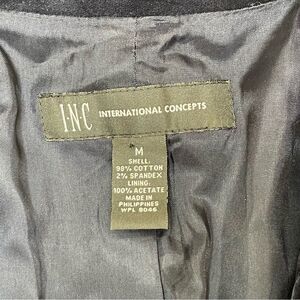 I·N·C INTERNATIONAL CONCEPTS
M
SHELL:
98% COTTON
2% SPANDEX
LINING:
100% ACETATE
MADE IN
PHILIPPINES
WPL 8046